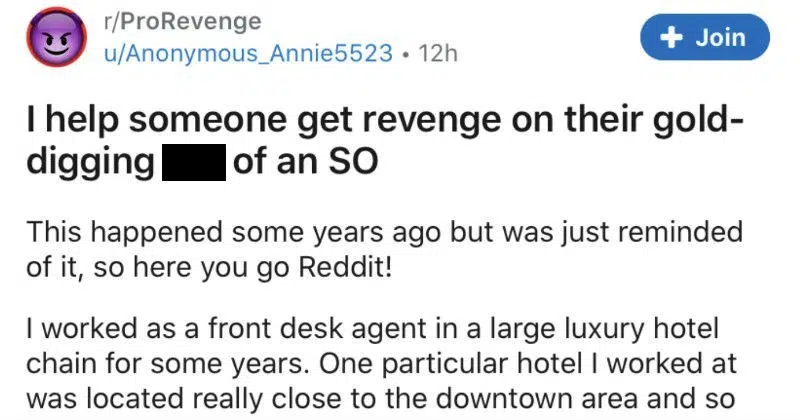 r/ProRevenge
u/Anonymous_Annie5523 • 12h
+ Join
I help someone get revenge on their gold-
digging of an SO
This happened some years ago but was just reminded
of it, so here you go Reddit!
I worked as a front desk agent in a large luxury hotel
chain for some years. One particular hotel I worked at
was located really close to the downtown area and so